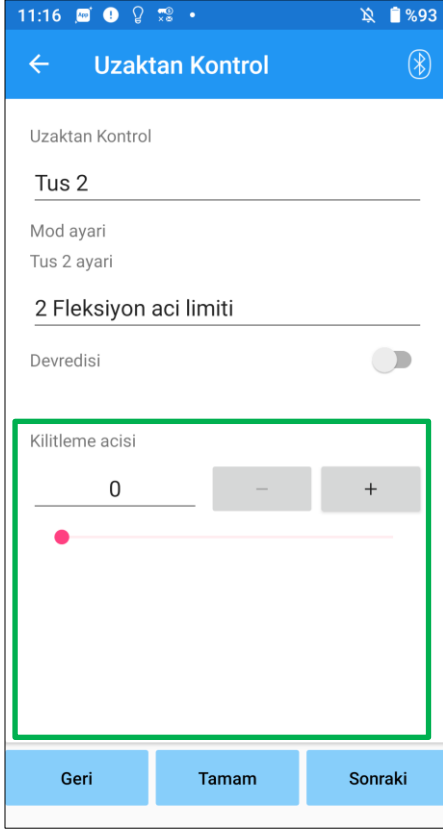 11:16 %93
Uzaktan Kontrol
Uzaktan Kontrol
Tus 2
Mod ayari
Tus 2 ayari
2 Fleksiyon aci limiti
Devredisi
Kilitleme acisi
0 − +
Geri Tamam Sonraki